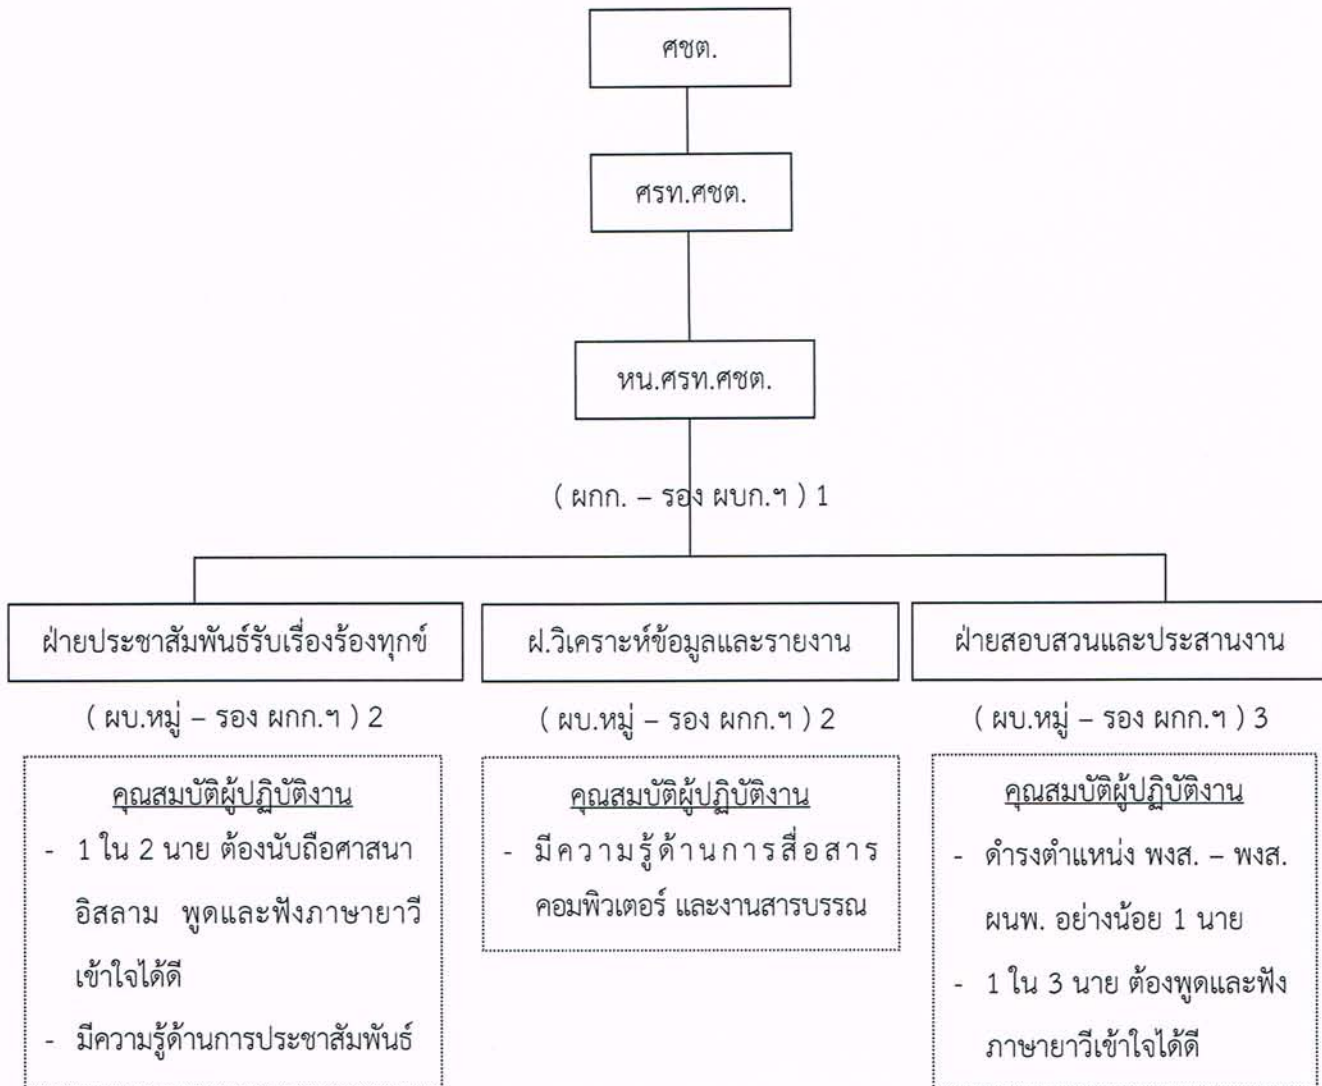 ศชต.
ศรท.ศชต.
หน.ศรท.ศชต.
( ผกก. – รอง ผบก.ฯ ) 1
ฝ่ายประชาสัมพันธ์รับเรื่องร้องทุกข์
( ผบ.หมู่ – รอง ผกก.ฯ ) 2
คุณสมบัติผู้ปฏิบัติงาน
- 1 ใน 2 นาย ต้องนับถือศาสนา
อิสลาม พูดและฟังภาษายาวี
เข้าใจได้ดี
- มีความรู้ด้านการประชาสัมพันธ์
ฝ.วิเคราะห์ข้อมูลและรายงาน
( ผบ.หมู่ – รอง ผกก.ฯ ) 2
คุณสมบัติผู้ปฏิบัติงาน
- มีความรู้ด้านการสื่อสาร
คอมพิวเตอร์ และงานสารบรรณ
ฝ่ายสอบสวนและประสานงาน
( ผบ.หมู่ – รอง ผกก.ฯ ) 3
คุณสมบัติผู้ปฏิบัติงาน
- ดำรงตำแหน่ง พงส. – พงส.
ผนพ. อย่างน้อย 1 นาย
- 1 ใน 3 นาย ต้องพูดและฟัง
ภาษายาวีเข้าใจได้ดี